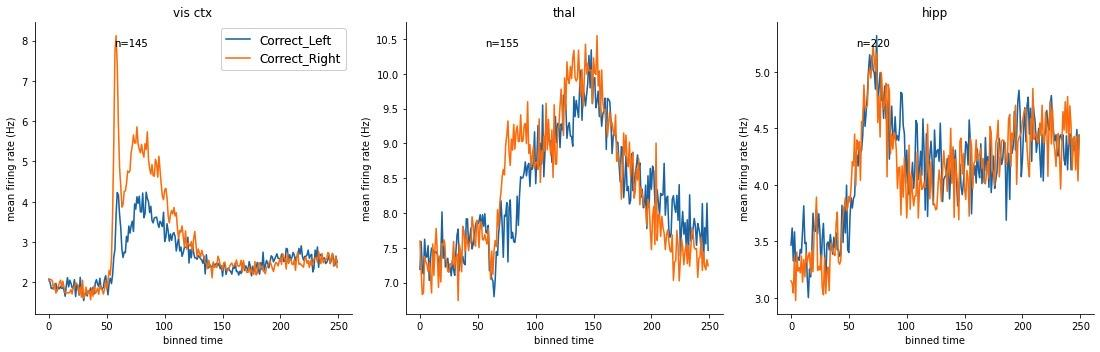 vis ctx
n=145
Correct_Left
Correct_Right
mean firing rate (Hz)
8
7
6
5
4
3
2
0
50
100
150
200
250
binned time
thal
n=155
mean firing rate (Hz)
10.5
10.0
9.5
9.0
8.5
8.0
7.5
7.0
0
50
100
150
200
250
binned time
hipp
n=220
mean firing rate (Hz)
5.0
4.5
4.0
3.5
3.0
0
50
100
150
200
250
binned time